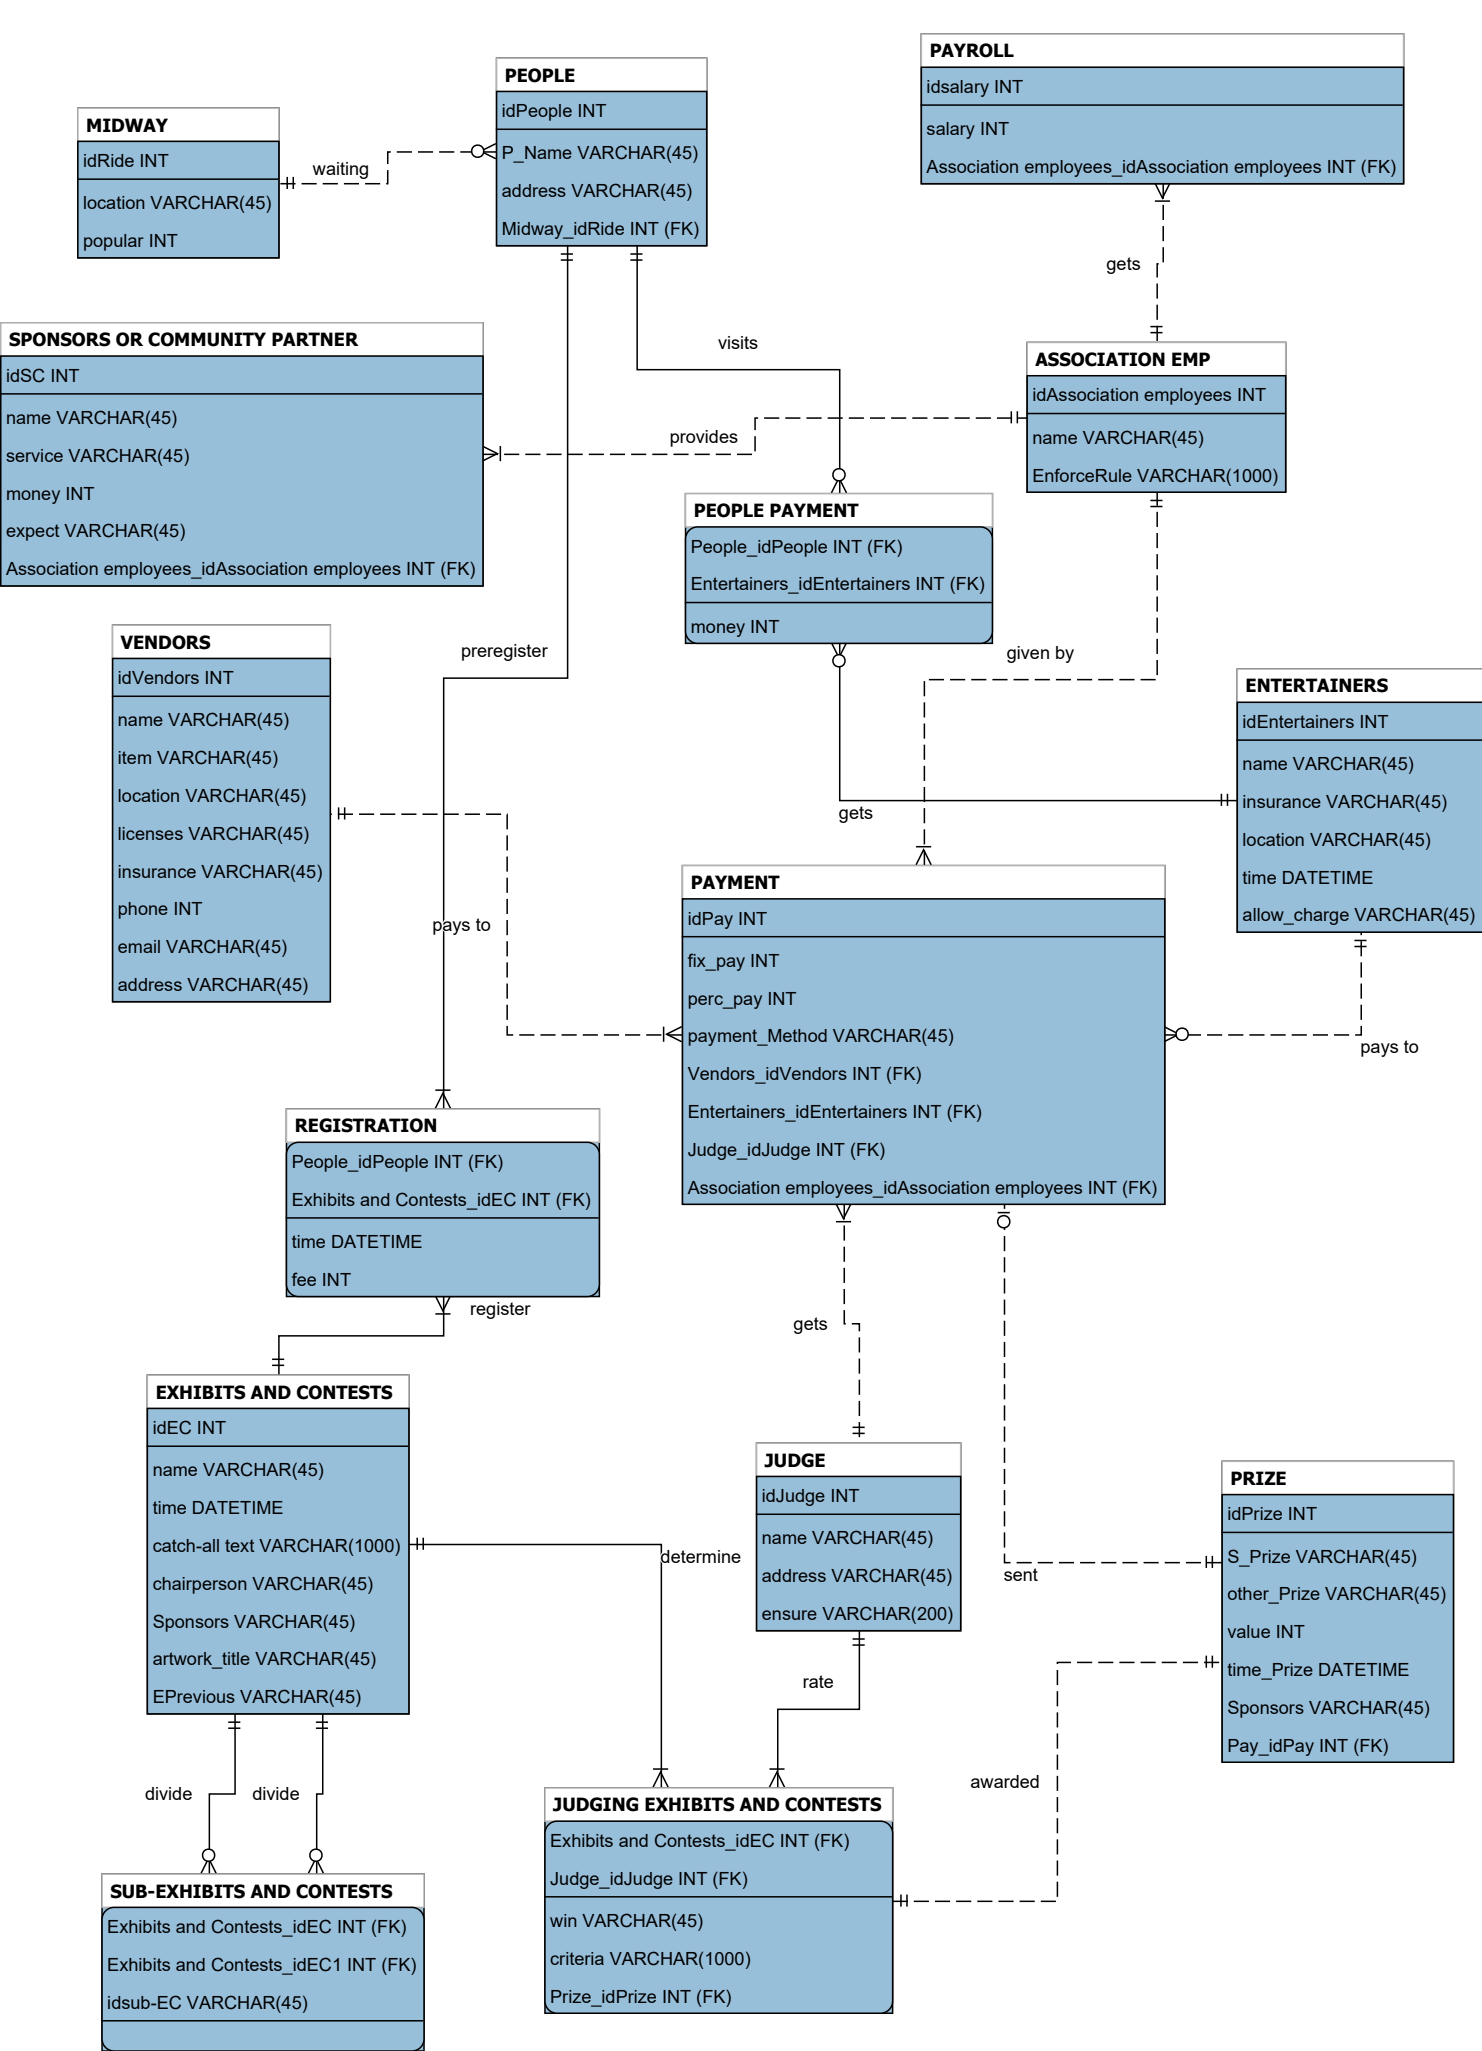 PAYROLL
idsalary INT
salary INT
Association employees_idAssociation employees INT (FK)
PEOPLE
idPeople INT
P_Name VARCHAR(45)
address VARCHAR(45)
Midway_idRide INT (FK)
MIDWAY
idRide INT
location VARCHAR(45)
popular INT
waiting
gets
visits
SPONSORS OR COMMUNITY PARTNER
idSC INT
name VARCHAR(45)
service VARCHAR(45)
money INT
expect VARCHAR(45)
Association employees_idAssociation employees INT (FK)
ASSOCIATION EMP
idAssociation employees INT
name VARCHAR(45)
EnforceRule VARCHAR(1000)
provides
PEOPLE PAYMENT
People_idPeople INT (FK)
Entertainers_idEntertainers INT (FK)
money INT
preregister
given by
VENDORS
idVendors INT
name VARCHAR(45)
item VARCHAR(45)
location VARCHAR(45)
licenses VARCHAR(45)
insurance VARCHAR(45)
phone INT
email VARCHAR(45)
address VARCHAR(45)
ENTERTAINERS
idEntertainers INT
name VARCHAR(45)
insurance VARCHAR(45)
location VARCHAR(45)
time DATETIME
allow_charge VARCHAR(45)
gets
pays to
PAYMENT
idPay INT
fix_pay INT
perc_pay INT
payment_Method VARCHAR(45)
Vendors_idVendors INT (FK)
Entertainers_idEntertainers INT (FK)
Judge_idJudge INT (FK)
Association employees_idAssociation employees INT (FK)
pays to
REGISTRATION
People_idPeople INT (FK)
Exhibits and Contests_idEC INT (FK)
time DATETIME
fee INT
register
gets
EXHIBITS AND CONTESTS
idEC INT
name VARCHAR(45)
time DATETIME
catch-all text VARCHAR(1000)
chairperson VARCHAR(45)
Sponsors VARCHAR(45)
artwork_title VARCHAR(45)
EPrevious VARCHAR(45)
determine
JUDGE
idJudge INT
name VARCHAR(45)
address VARCHAR(45)
ensure VARCHAR(200)
sent
PRIZE
idPrize INT
S_Prize VARCHAR(45)
other_Prize VARCHAR(45)
value INT
time_Prize DATETIME
Sponsors VARCHAR(45)
Pay_idPay INT (FK)
rate
awarded
divide
divide
JUDGING EXHIBITS AND CONTESTS
Exhibits and Contests_idEC INT (FK)
Judge_idJudge INT (FK)
win VARCHAR(45)
criteria VARCHAR(1000)
Prize_idPrize INT (FK)
SUB-EXHIBITS AND CONTESTS
Exhibits and Contests_idEC INT (FK)
Exhibits and Contests_idEC1 INT (FK)
idsub-EC VARCHAR(45)